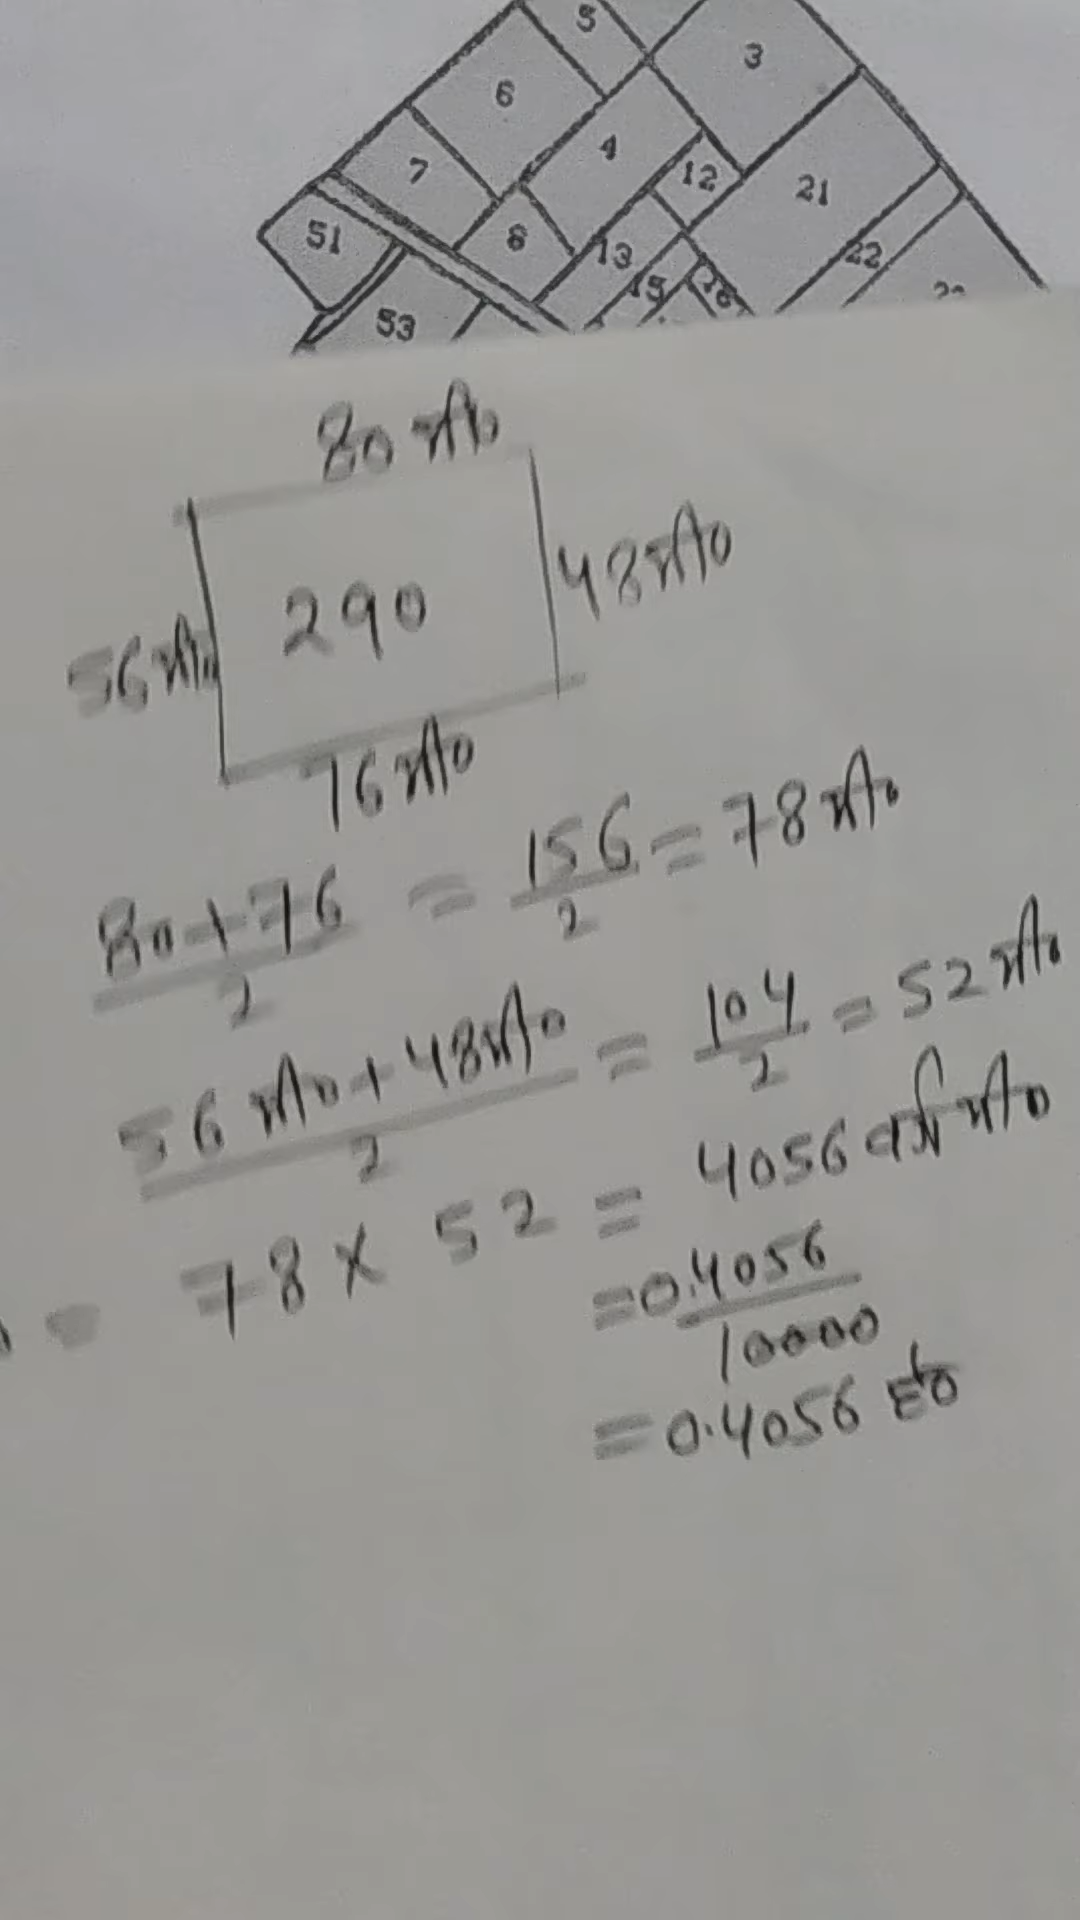 5
3
6
4
7
12
21
51
8
13
22
15
16
53
80 मी०
290
48 मी०
56 मी०
76 मी०
80+76 / 2 = 156 / 2 = 78 मी०
56 मी० + 48 मी० / 2 = 104 / 2 = 52 मी०
= 78 × 52 = 4056 वर्ग मी०
= 0.4056 / 10000
= 0.4056 हे०